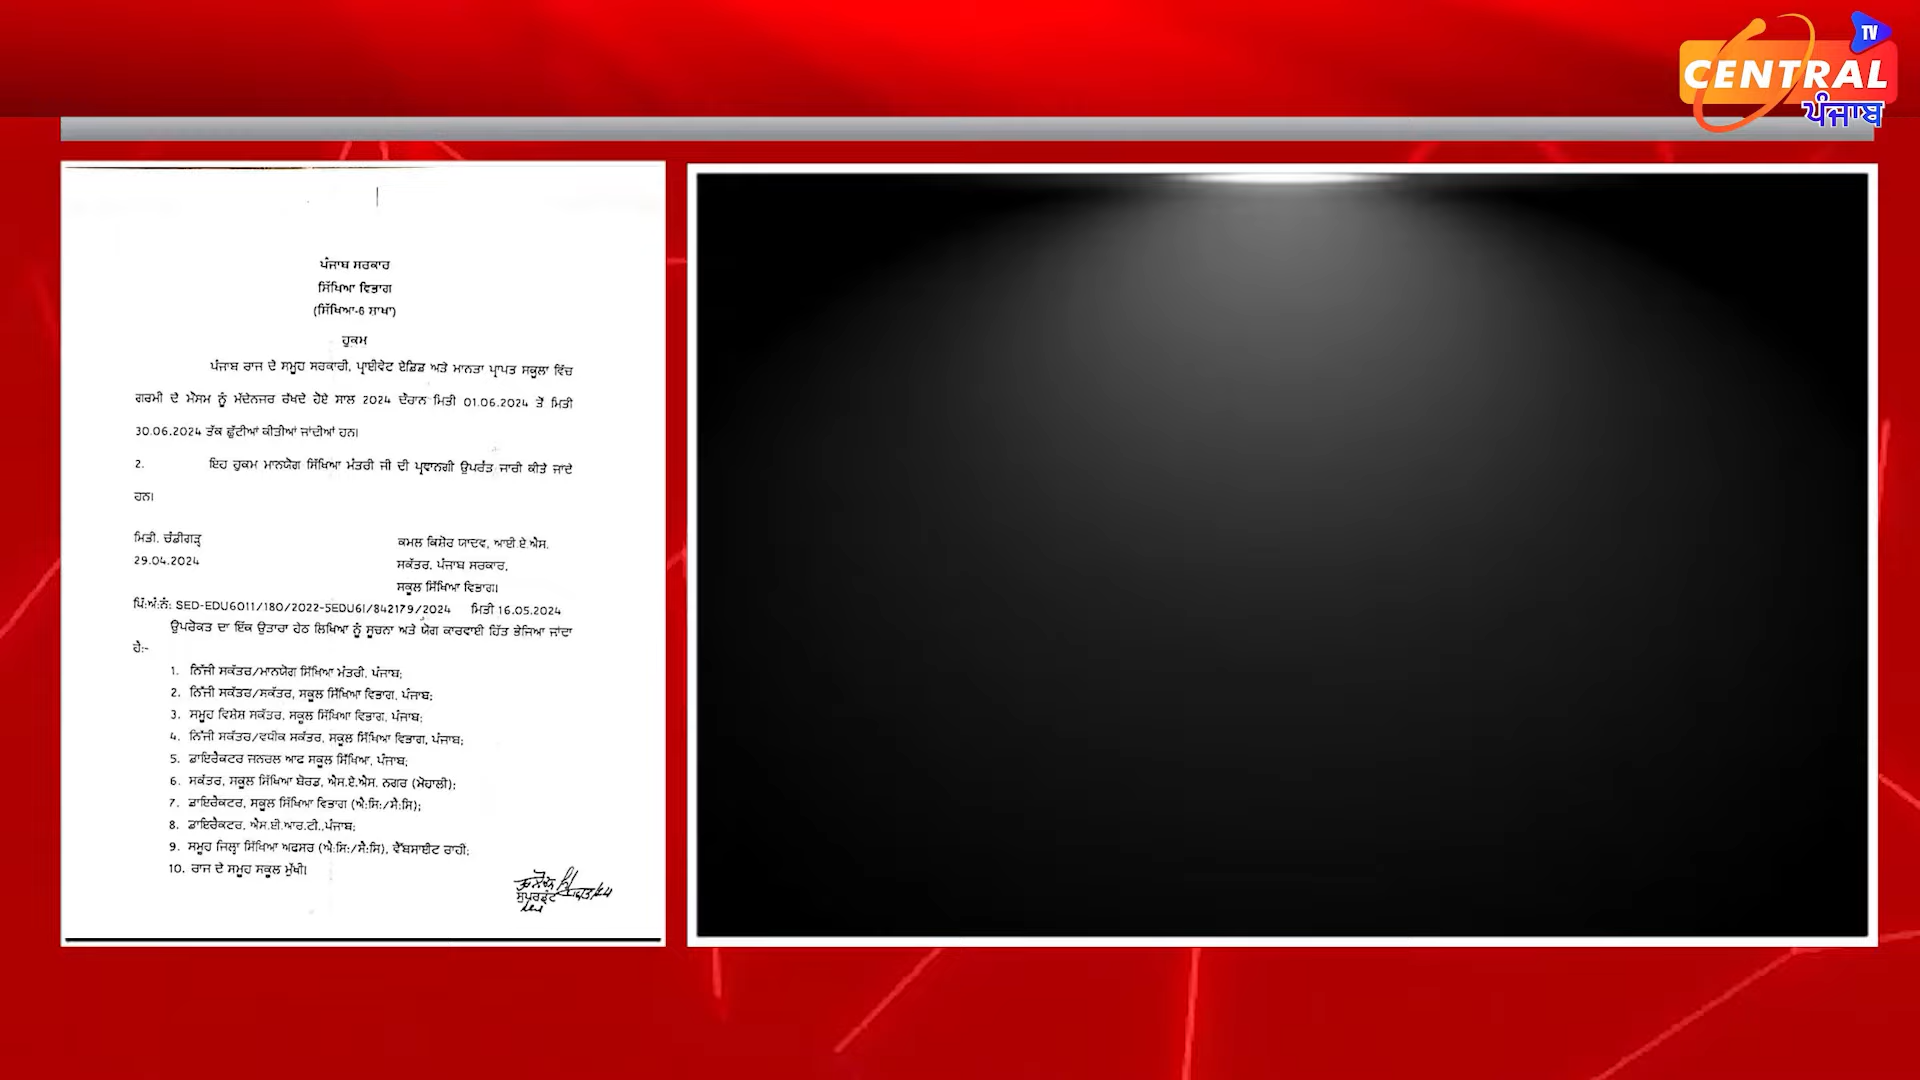 TV
CENTRAL
ਪੰਜਾਬ
ਪੰਜਾਬ ਸਰਕਾਰ
ਸਿੱਖਿਆ ਵਿਭਾਗ
(ਸਿੱਖਿਆ-6 ਸ਼ਾਖਾ)
ਹੁਕਮ
ਪੰਜਾਬ ਰਾਜ ਦੇ ਸਮੂਹ ਸਰਕਾਰੀ, ਪ੍ਰਾਈਵੇਟ ਏਡਿਡ ਅਤੇ ਮਾਨਤਾ ਪ੍ਰਾਪਤ ਸਕੂਲਾ ਵਿੱਚ
ਗਰਮੀ ਦੇ ਮੌਸਮ ਨੂੰ ਮੱਦੇਨਜਰ ਰੱਖਦੇ ਹੋਏ ਸਾਲ 2024 ਦੌਰਾਨ ਮਿਤੀ 01.06.2024 ਤੋਂ ਮਿਤੀ
30.06.2024 ਤੱਕ ਛੁੱਟੀਆਂ ਕੀਤੀਆਂ ਜਾਂਦੀਆਂ ਹਨ।
2. ਇਹ ਹੁਕਮ ਮਾਨਯੋਗ ਸਿੱਖਿਆ ਮੰਤਰੀ ਜੀ ਦੀ ਪ੍ਰਵਾਨਗੀ ਉਪਰੰਤ ਜਾਰੀ ਕੀਤੇ ਜਾਂਦੇ
ਹਨ।
ਮਿਤੀ, ਚੰਡੀਗੜ੍ਹ
29.04.2024
ਕਮਲ ਕਿਸ਼ੋਰ ਯਾਦਵ, ਆਈ.ਏ.ਐਸ.
ਸਕੱਤਰ, ਪੰਜਾਬ ਸਰਕਾਰ,
ਸਕੂਲ ਸਿੱਖਿਆ ਵਿਭਾਗ।
ਪਿੰ:ਅੰ:ਨੰ: SED-EDU6011/180/2022-5EDU6I/842179/2024 ਮਿਤੀ 16.05.2024
ਉਪਰੋਕਤ ਦਾ ਇੱਕ ਉਤਾਰਾ ਹੇਠ ਲਿਖਿਆ ਨੂੰ ਸੂਚਨਾ ਅਤੇ ਯੋਗ ਕਾਰਵਾਈ ਹਿੱਤ ਭੇਜਿਆ ਜਾਂਦਾ
ਹੈ:-
1. ਨਿੱਜੀ ਸਕੱਤਰ/ਮਾਨਯੋਗ ਸਿੱਖਿਆ ਮੰਤਰੀ, ਪੰਜਾਬ;
2. ਨਿੱਜੀ ਸਕੱਤਰ/ਸਕੱਤਰ, ਸਕੂਲ ਸਿੱਖਿਆ ਵਿਭਾਗ, ਪੰਜਾਬ;
3. ਸਮੂਹ ਵਿਸ਼ੇਸ਼ ਸਕੱਤਰ, ਸਕੂਲ ਸਿੱਖਿਆ ਵਿਭਾਗ, ਪੰਜਾਬ;
4. ਨਿੱਜੀ ਸਕੱਤਰ/ਵਧੀਕ ਸਕੱਤਰ, ਸਕੂਲ ਸਿੱਖਿਆ ਵਿਭਾਗ, ਪੰਜਾਬ;
5. ਡਾਇਰੈਕਟਰ ਜਨਰਲ ਆਫ ਸਕੂਲ ਸਿੱਖਿਆ, ਪੰਜਾਬ;
6. ਸਕੱਤਰ, ਸਕੂਲ ਸਿੱਖਿਆ ਬੋਰਡ, ਐਸ.ਏ.ਐਸ. ਨਗਰ (ਮੋਹਾਲੀ);
7. ਡਾਇਰੈਕਟਰ, ਸਕੂਲ ਸਿੱਖਿਆ ਵਿਭਾਗ (ਐ:ਸਿ:/ਸੈ:ਸਿ);
8. ਡਾਇਰੈਕਟਰ, ਐਸ.ਈ.ਆਰ.ਟੀ.,ਪੰਜਾਬ;
9. ਸਮੂਹ ਜਿਲ੍ਹਾ ਸਿੱਖਿਆ ਅਫਸਰ (ਐ:ਸਿ:/ਸੈ:ਸਿ), ਵੈੱਬਸਾਈਟ ਰਾਹੀਂ;
10. ਰਾਜ ਦੇ ਸਮੂਹ ਸਕੂਲ ਮੁੱਖੀ।
ਸੁਪਰਡੰਟ